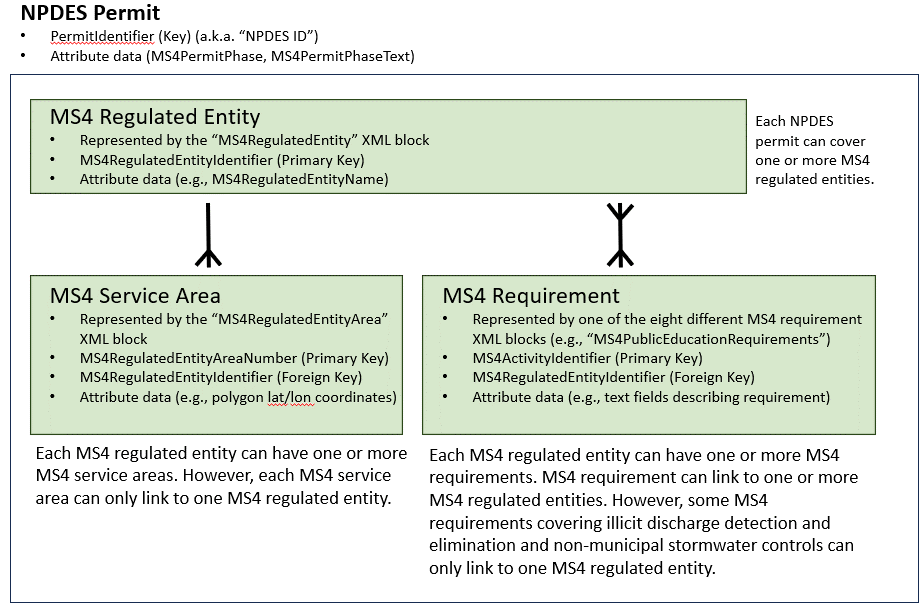 NPDES Permit
• PermitIdentifier (Key) (a.k.a. “NPDES ID”)
• Attribute data (MS4PermitPhase, MS4PermitPhaseText)
MS4 Regulated Entity
• Represented by the “MS4RegulatedEntity” XML block
• MS4RegulatedEntityIdentifier (Primary Key)
• Attribute data (e.g., MS4RegulatedEntityName)
Each NPDES
permit can cover
one or more MS4
regulated entities.
MS4 Service Area
• Represented by the “MS4RegulatedEntityArea”
XML block
• MS4RegulatedEntityAreaNumber (Primary Key)
• MS4RegulatedEntityIdentifier (Foreign Key)
• Attribute data (e.g., polygon lat/lon coordinates)
Each MS4 regulated entity can have one or more
MS4 service areas. However, each MS4 service
area can only link to one MS4 regulated entity.
MS4 Requirement
• Represented by one of the eight different MS4 requirement
XML blocks (e.g., “MS4PublicEducationRequirements”)
• MS4ActivityIdentifier (Primary Key)
• MS4RegulatedEntityIdentifier (Foreign Key)
• Attribute data (e.g., text fields describing requirement)
Each MS4 regulated entity can have one or more MS4
requirements. MS4 requirement can link to one or more
MS4 regulated entities. However, some MS4
requirements covering illicit discharge detection and
elimination and non-municipal stormwater controls can
only link to one MS4 regulated entity.